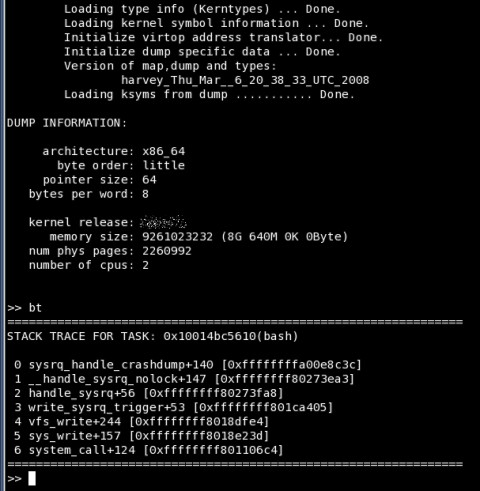 Loading type info (Kerntypes) ... Done.
Loading kernel symbol information ... Done.
Initialize virtop address translator... Done.
Initialize dump specific data ... Done.
Version of map,dump and types:
harvey_Thu_Mar__6_20_38_33_UTC_2008
Loading ksyms from dump ........... Done.
DUMP INFORMATION:
architecture: x86_64
byte order: little
pointer size: 64
bytes per word: 8
kernel release:
memory size: 9261023232 (8G 640M 0K 0Byte)
num phys pages: 2260992
number of cpus: 2
>> bt
================================================================
STACK TRACE FOR TASK: 0x10014bc5610(bash)
0 sysrq_handle_crashdump+140 [0xffffffffa00e8c3c]
1 __handle_sysrq_nolock+147 [0xffffffff80273ea3]
2 handle_sysrq+56 [0xffffffff80273fa8]
3 write_sysrq_trigger+53 [0xffffffff801ca405]
4 vfs_write+244 [0xffffffff8018dfe4]
5 sys_write+157 [0xffffffff8018e23d]
6 system_call+124 [0xffffffff801106c4]
================================================================
>>